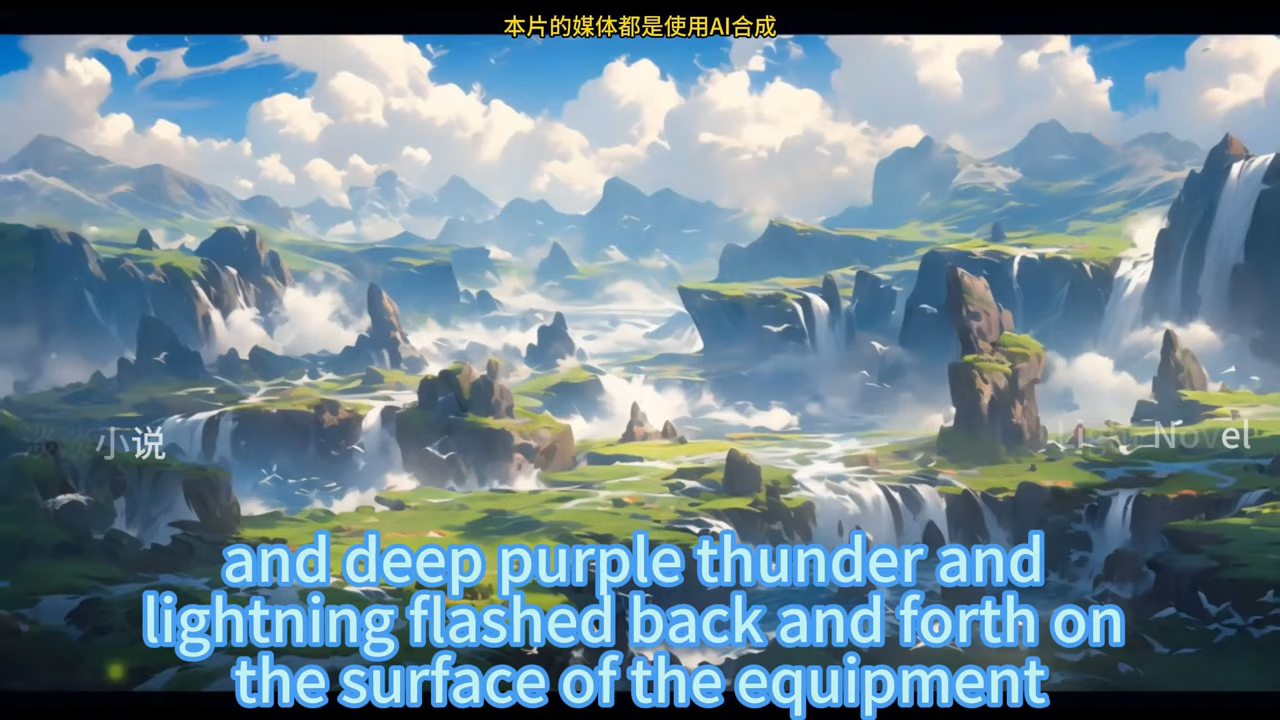 本片的媒体都是使用AI合成
小说
Novel
and deep purple thunder and
lightning flashed back and forth on
the surface of the equipment